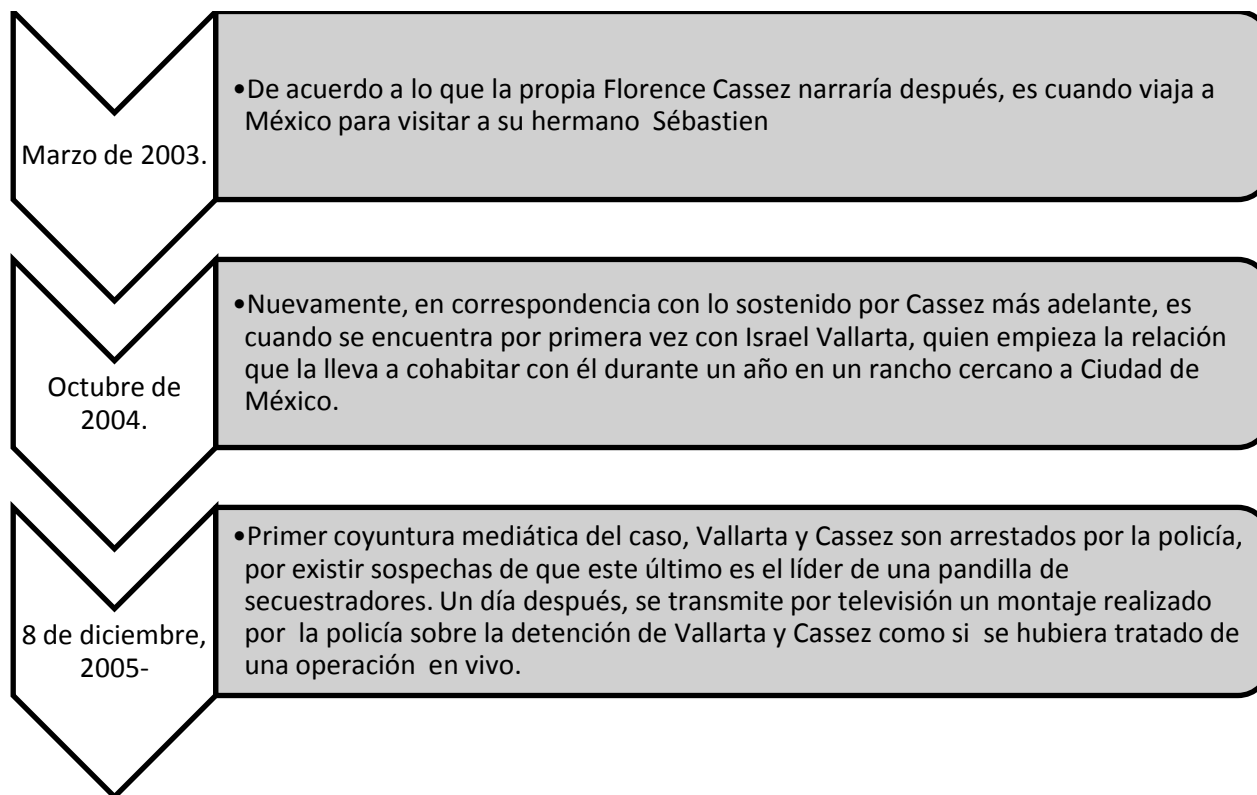 Marzo de 2003.
•De acuerdo a lo que la propia Florence Cassez narraría después, es cuando viaja a
México para visitar a su hermano Sébastien
Octubre de
2004.
•Nuevamente, en correspondencia con lo sostenido por Cassez más adelante, es
cuando se encuentra por primera vez con Israel Vallarta, quien empieza la relación
que la lleva a cohabitar con él durante un año en un rancho cercano a Ciudad de
México.
8 de diciembre,
2005-
•Primer coyuntura mediática del caso, Vallarta y Cassez son arrestados por la policía,
por existir sospechas de que este último es el líder de una pandilla de
secuestradores. Un día después, se transmite por televisión un montaje realizado
por la policía sobre la detención de Vallarta y Cassez como si se hubiera tratado de
una operación en vivo.